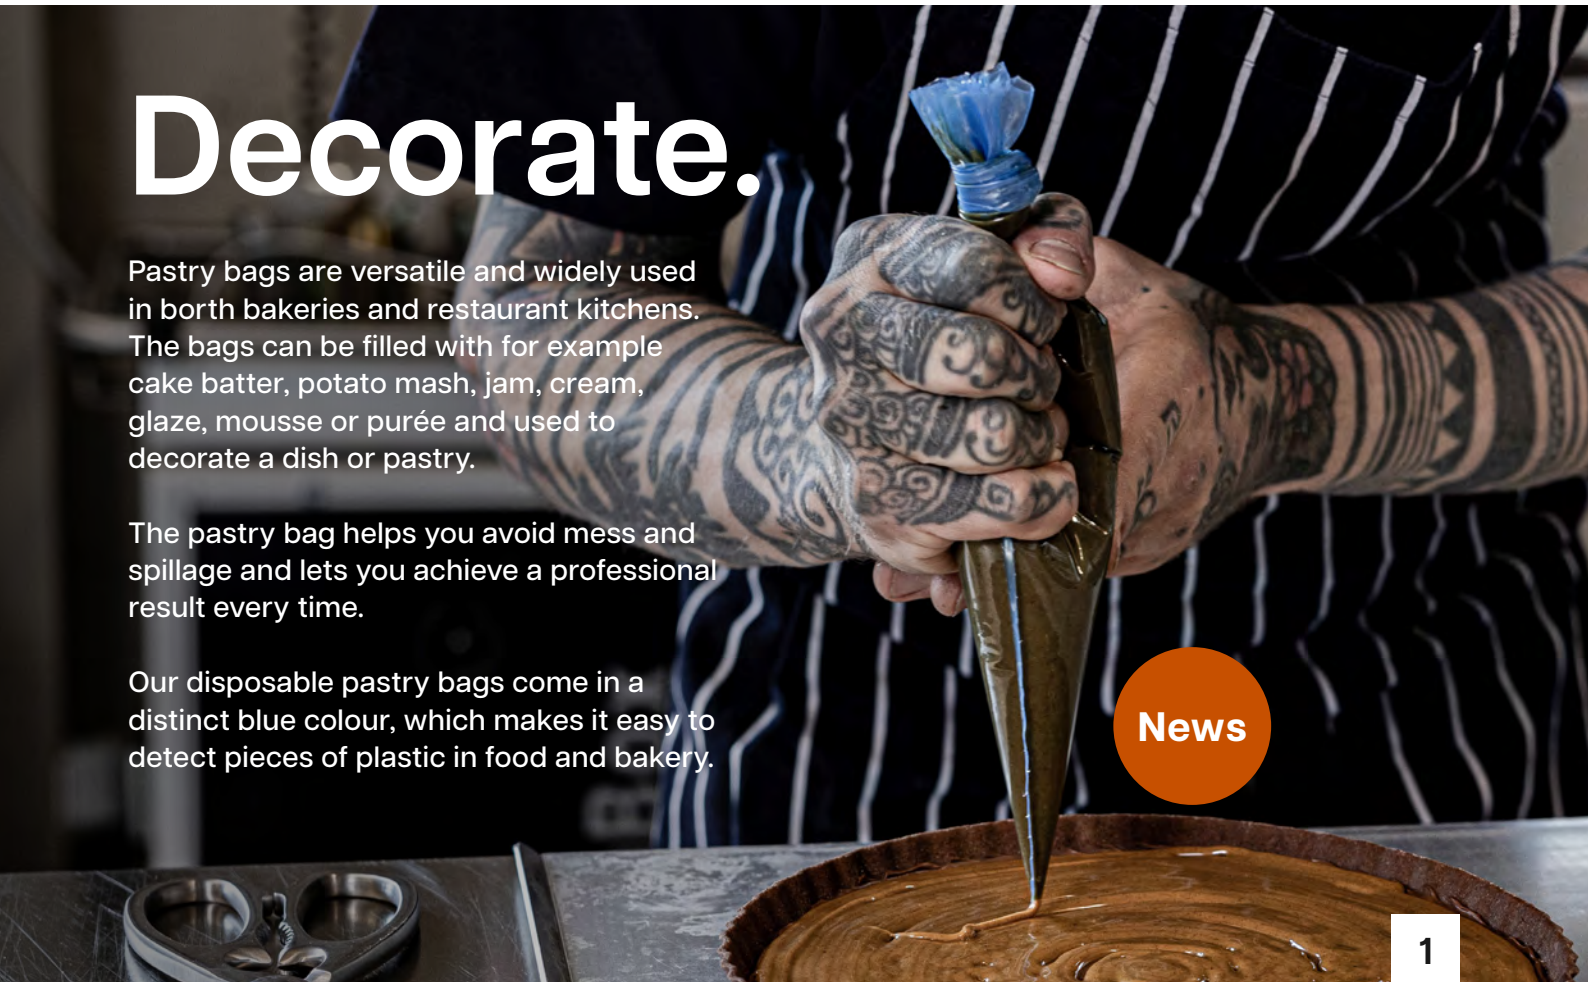 Decorate.
Pastry bags are versatile and widely used
in borth bakeries and restaurant kitchens.
The bags can be filled with for example
cake batter, potato mash, jam, cream,
glaze, mousse or purée and used to
decorate a dish or pastry.
The pastry bag helps you avoid mess and
spillage and lets you achieve a professional
result every time.
Our disposable pastry bags come in a
distinct blue colour, which makes it easy to
detect pieces of plastic in food and bakery.
News
1